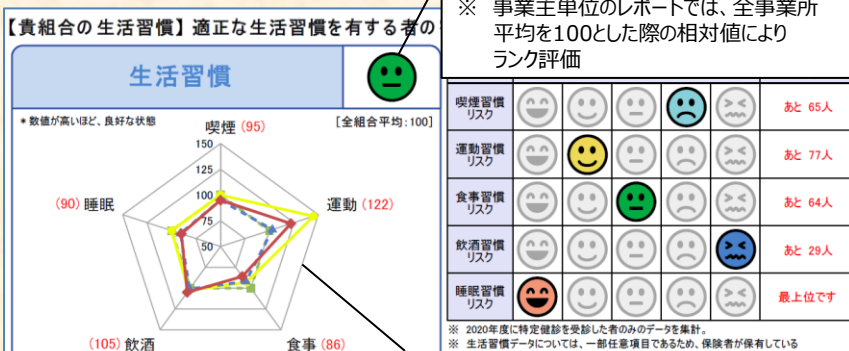 ※ 事業主単位のレポートでは、全事業所
平均を100とした際の相対値により
ランク評価
【貴組合の生活習慣】適正な生活習慣を有する者の
生活習慣
*数値が高いほど、良好な状態
[全組合平均:100]
喫煙 (95)
150
125
100
75
50
(90) 睡眠
運動 (122)
(105) 飲酒
食事 (86)
喫煙習慣
リスク
あと 65人
運動習慣
リスク
あと 77人
食事習慣
リスク
あと 64人
飲酒習慣
リスク
あと 29人
睡眠習慣
リスク
最上位です
※ 2020年度に特定健診を受診した者のみのデータを集計。
※ 生活習慣データについては、一部任意項目であるため、保険者が保有している